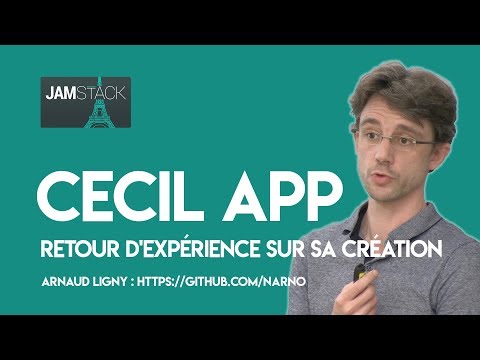 JAMSTACK
CECIL APP
RETOUR D'EXPÉRIENCE SUR SA CRÉATION
ARNAUD LIGNY : HTTPS://GITHUB.COM/NARNO